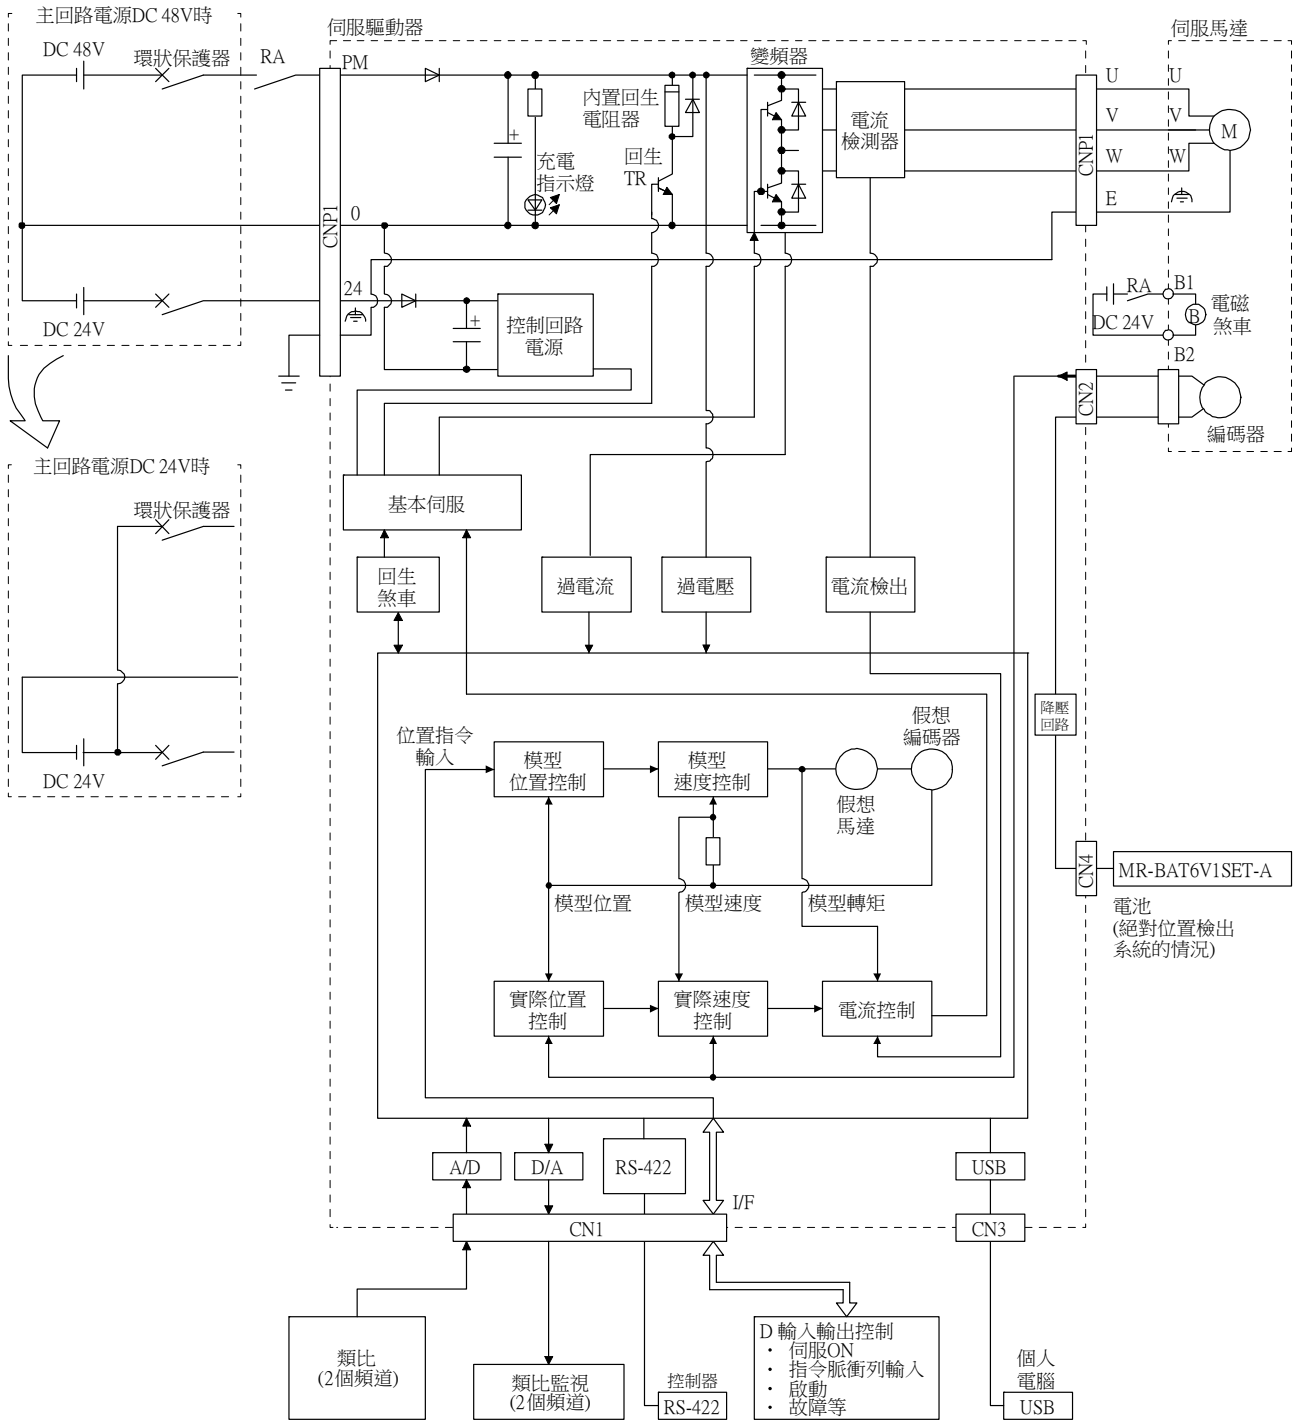 主回路電源DC 48V時
DC 48V
環狀保護器
RA
DC 24V
伺服驅動器
PM
CNP1
0
24
充電
指示燈
內置回生
電阻器
回生
TR
變頻器
電流
檢測器
控制回路
電源
CNP1
U
V
W
E
伺服馬達
U
V
W
M
RA
DC 24V
B1
B
B2
電磁
煞車
CN2
編碼器
主回路電源DC 24V時
環狀保護器
DC 24V
基本伺服
回生
煞車
過電流
過電壓
電流檢出
降壓
回路
位置指令
輸入
模型
位置控制
模型
速度控制
假想
馬達
假想
編碼器
模型位置
模型速度
模型轉矩
實際位置
控制
實際速度
控制
電流控制
CN4
MR-BAT6V1SET-A
電池
(絕對位置檢出
系統的情況)
A/D
D/A
RS-422
I/F
USB
CN1
CN3
類比
(2個頻道)
類比監視
(2個頻道)
控制器
RS-422
D 輸入輸出控制
· 伺服ON
· 指令脈衝列輸入
· 啟動
· 故障等
個人
電腦
USB